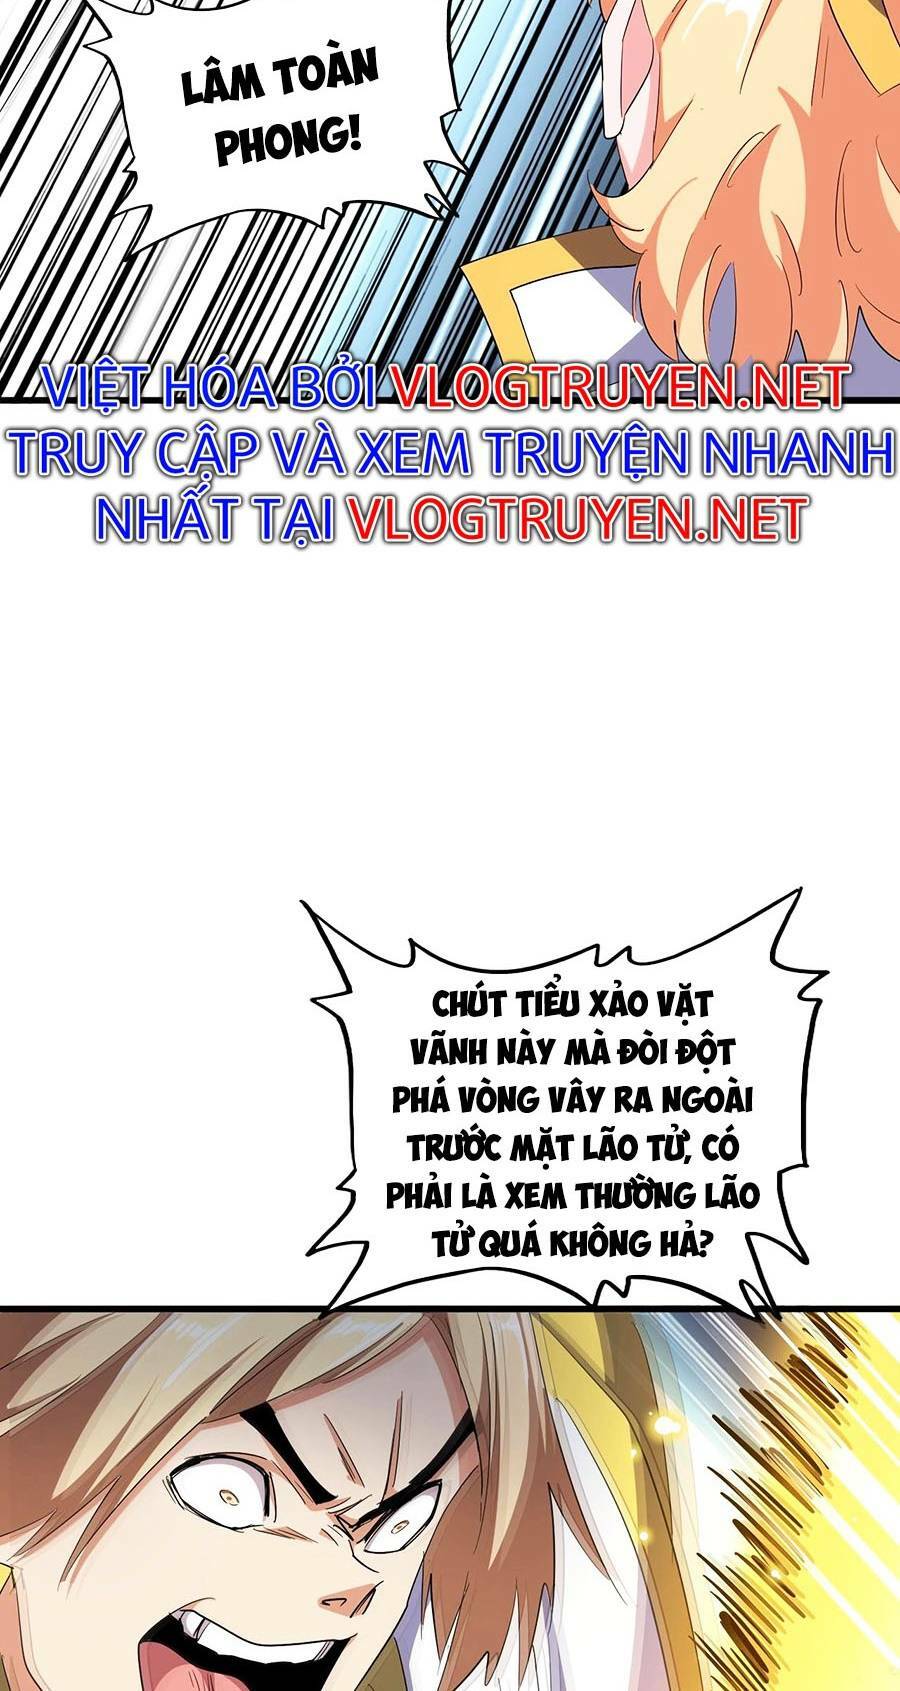 LÂM TOÀN
PHONG!
VIỆT HÓA BỞI VLOGTRUYEN.NET
TRUY CẬP VÀ XEM TRUYỆN NHANH
NHẤT TẠI VLOGTRUYEN.NET
CHÚT TIỂU XẢO VẶT
VÃNH NÀY MÀ ĐÒI ĐỘT
PHÁ VÒNG VÂY RA NGOÀI
TRƯỚC MẶT LÃO TỬ, CÓ
PHẢI LÀ XEM THƯỜNG LÃO
TỬ QUÁ KHÔNG HẢ?